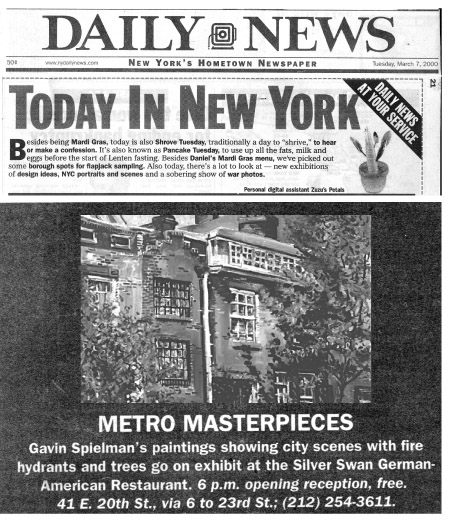 DAILY NEWS
50¢ www.nydailynews.com NEW YORK'S HOMETOWN NEWSPAPER Tuesday, March 7, 2000
21
TODAY IN NEW YORK
DAILY NEWS
AT YOUR SERVICE
Besides being Mardi Gras, today is also Shrove Tuesday, traditionally a day to "shrive," to hear
or make a confession. It's also known as Pancake Tuesday, to use up all the fats, milk and
eggs before the start of Lenten fasting. Besides Daniel's Mardi Gras menu, we've picked out
some borough spots for flapjack sampling. Also today, there's a lot to look at — new exhibitions
of design ideas, NYC portraits and scenes and a sobering show of war photos.
Personal digital assistant Zuzu's Petals
METRO MASTERPIECES
Gavin Spielman's paintings showing city scenes with fire
hydrants and trees go on exhibit at the Silver Swan German-
American Restaurant. 6 p.m. opening reception, free.
41 E. 20th St., via 6 to 23rd St.; (212) 254-3611.